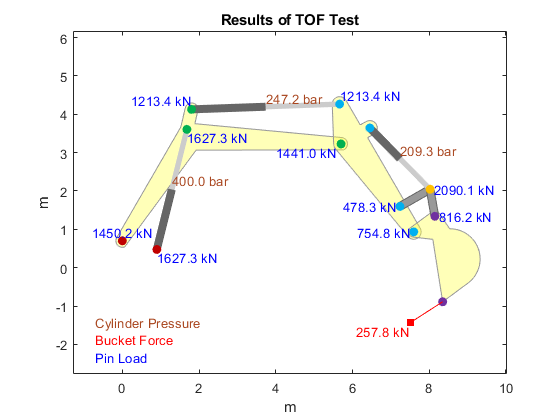 Results of TOF Test
6
5
4
3
2
1
0
-1
-2
m
1213.4 kN
247.2 bar
1213.4 kN
1627.3 kN
1441.0 kN
209.3 bar
400.0 bar
2090.1 kN
478.3 kN
816.2 kN
1450.2 kN
754.8 kN
1627.3 kN
Cylinder Pressure
Bucket Force
Pin Load
257.8 kN
0
2
4
6
8
10
m